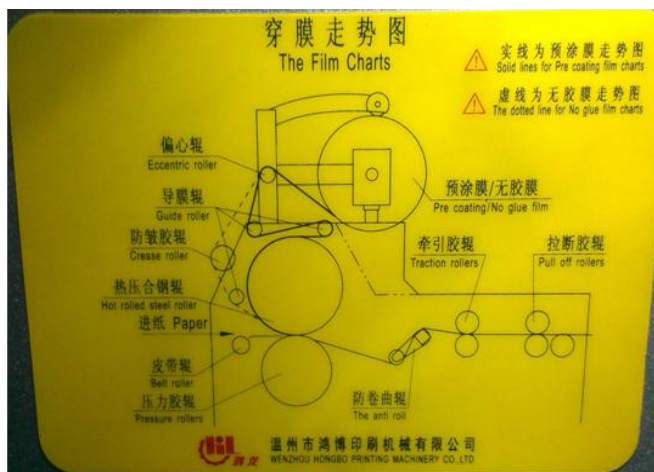 穿膜走势图
The Film Charts
实线为预涂膜走势图
Solid lines for Pre coating film charts
虚线为无胶膜走势图
The dotted line for No glue film charts
偏心辊
Eccentric roller
导膜辊
Guide roller
防皱胶辊
Crease roller
热压合钢辊
Hot rolled steel roller
进纸 Paper
皮带辊
Belt roller
压力胶辊
Pressure rollers
预涂膜/无胶膜
Pre coating/No glue film
牵引胶辊
Traction rollers
拉断胶辊
Pull off rollers
防卷曲辊
The anti roll
温州市鸿博印刷机械有限公司
WENZHOU HONGBO PRINTING MACHINERY CO.,LTD